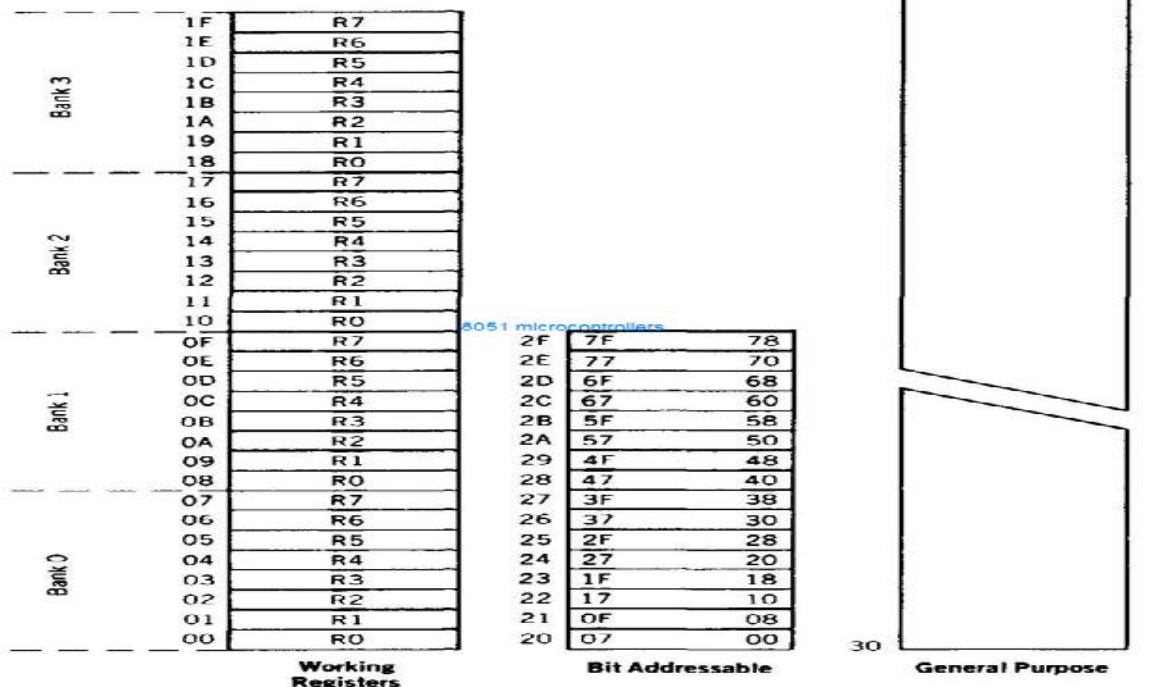 1F R7
1E R6
1D R5
1C R4
1B R3
1A R2
19 R1
18 R0
Bank 3
17 R7
16 R6
15 R5
14 R4
13 R3
12 R2
11 R1
10 R0
Bank 2
0F R7
0E R6
0D R5
0C R4
0B R3
0A R2
09 R1
08 R0
Bank 1
07 R7
06 R6
05 R5
04 R4
03 R3
02 R2
01 R1
00 R0
Bank 0
Working
Registers
8051 microcontrollers
2F 7F 78
2E 77 70
2D 6F 68
2C 67 60
2B 5F 58
2A 57 50
29 4F 48
28 47 40
27 3F 38
26 37 30
25 2F 28
24 27 20
23 1F 18
22 17 10
21 0F 08
20 07 00
Bit Addressable
30
General Purpose